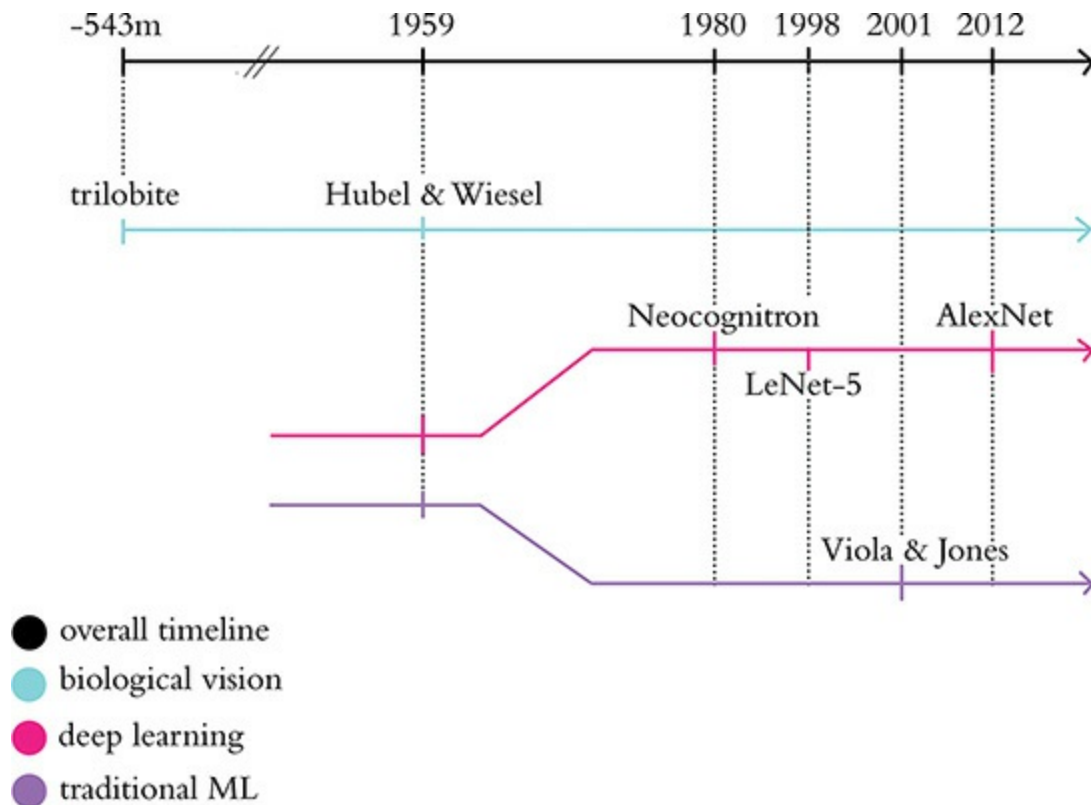 -543m 1959 1980 1998 2001 2012
trilobite Hubel & Wiesel
Neocognitron AlexNet
LeNet-5
Viola & Jones
overall timeline
biological vision
deep learning
traditional ML